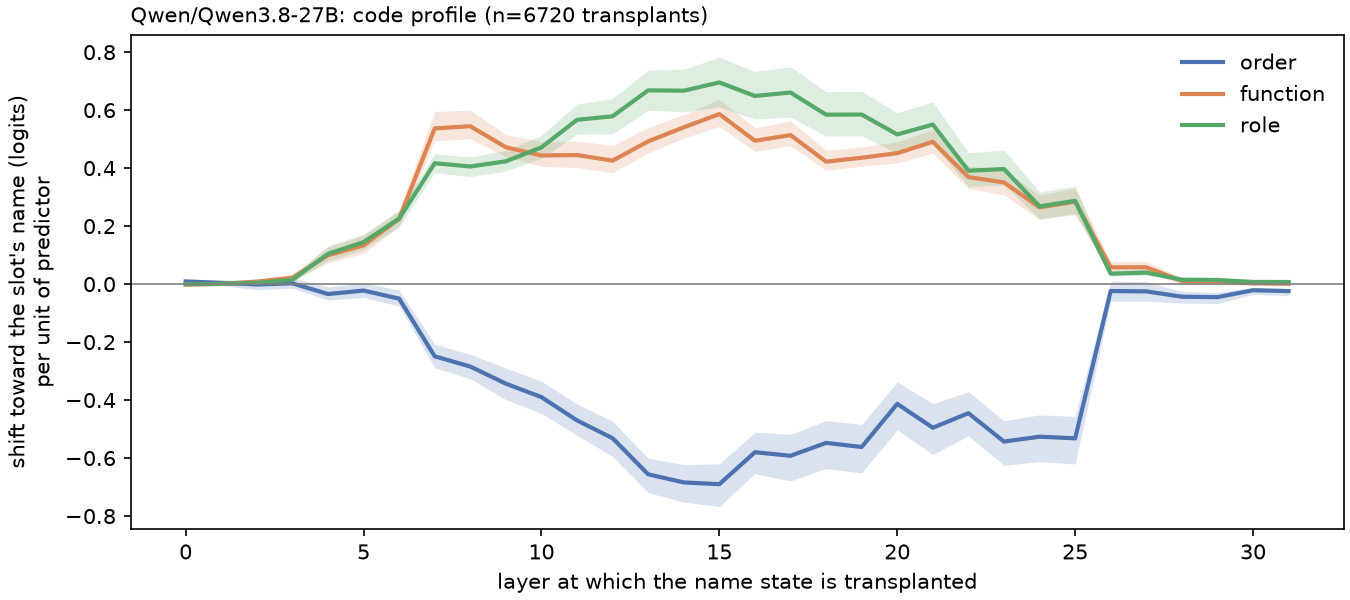 Qwen/Qwen3.8-27B: code profile (n=6720 transplants)
0.8
0.6
0.4
0.2
0.0
−0.2
−0.4
−0.6
−0.8
shift toward the slot's name (logits)
per unit of predictor
order
function
role
0 5 10 15 20 25 30
layer at which the name state is transplanted